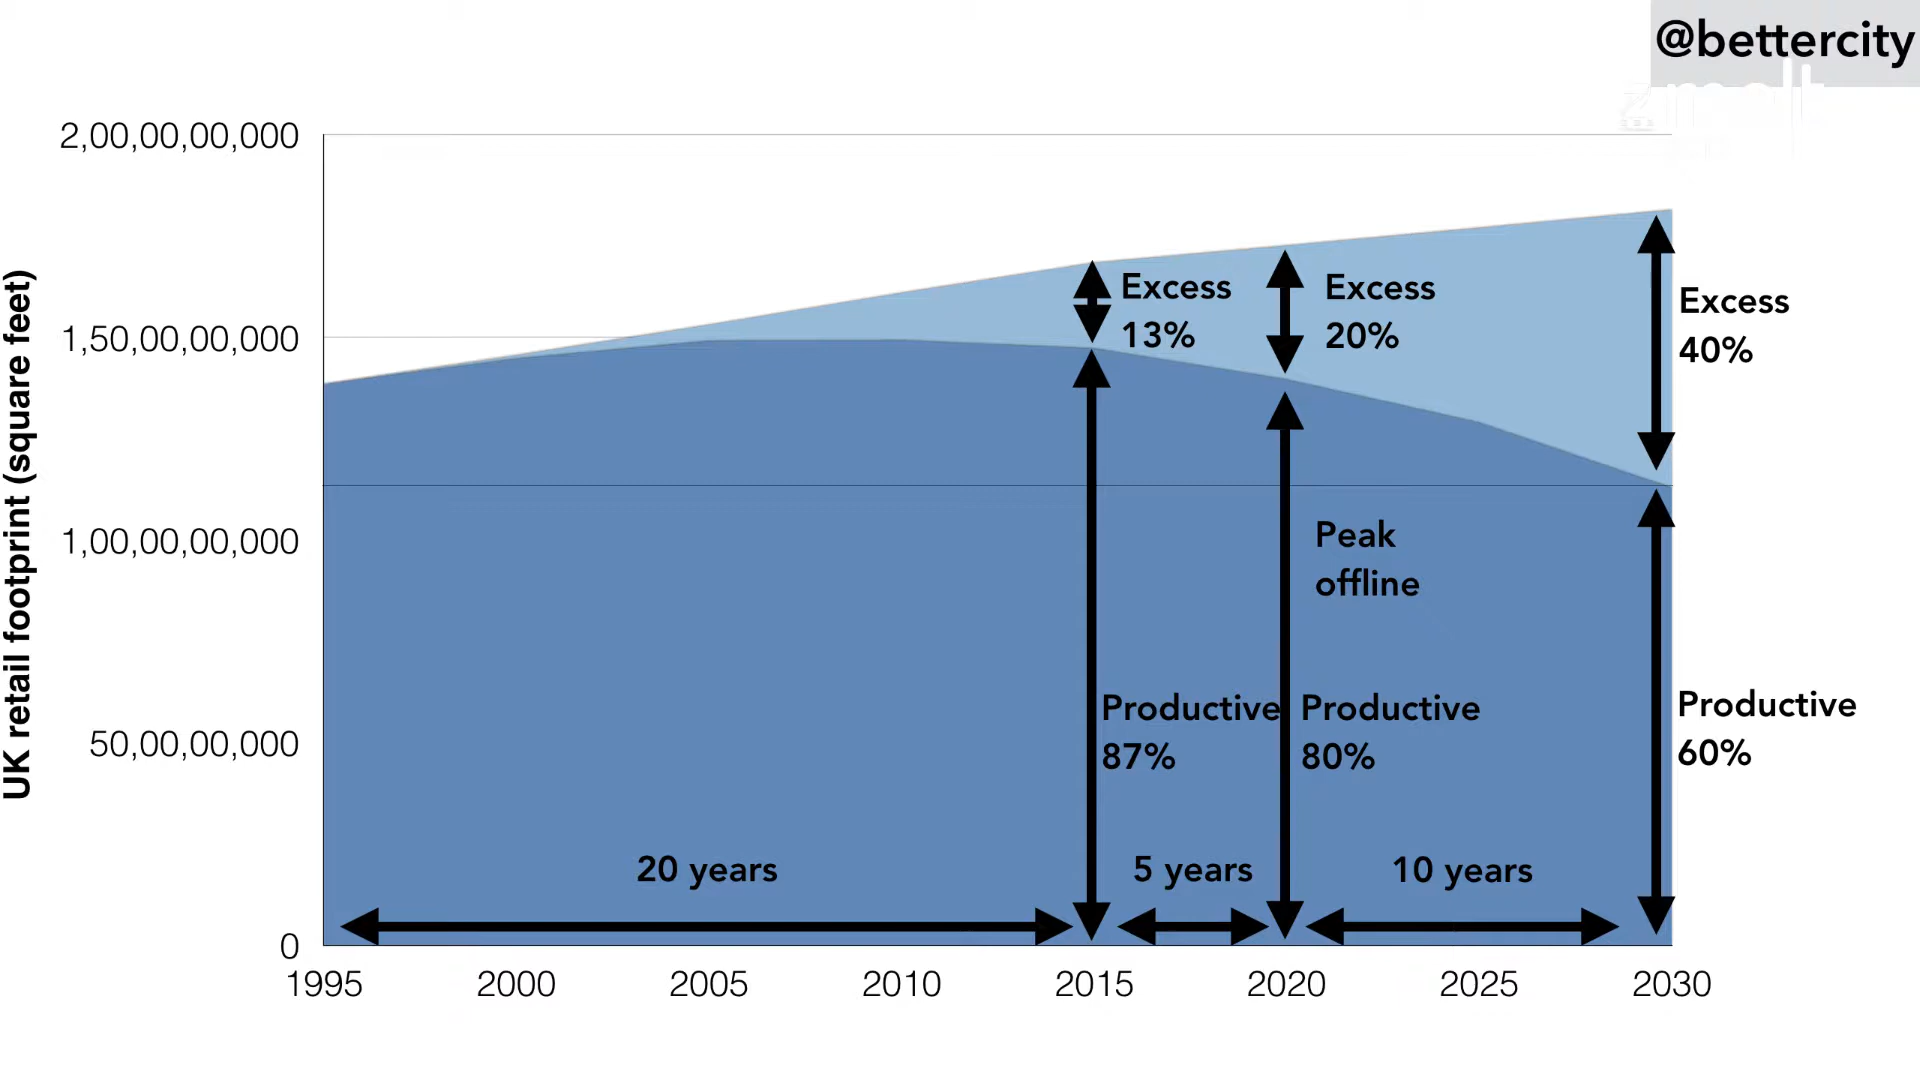 @bettercity
2,00,00,00,000
1,50,00,00,000
1,00,00,00,000
50,00,00,000
0
UK retail footprint (square feet)
Excess
13%
Excess
20%
Excess
40%
Peak
offline
Productive
87%
Productive
80%
Productive
60%
20 years
5 years
10 years
1995 2000 2005 2010 2015 2020 2025 2030